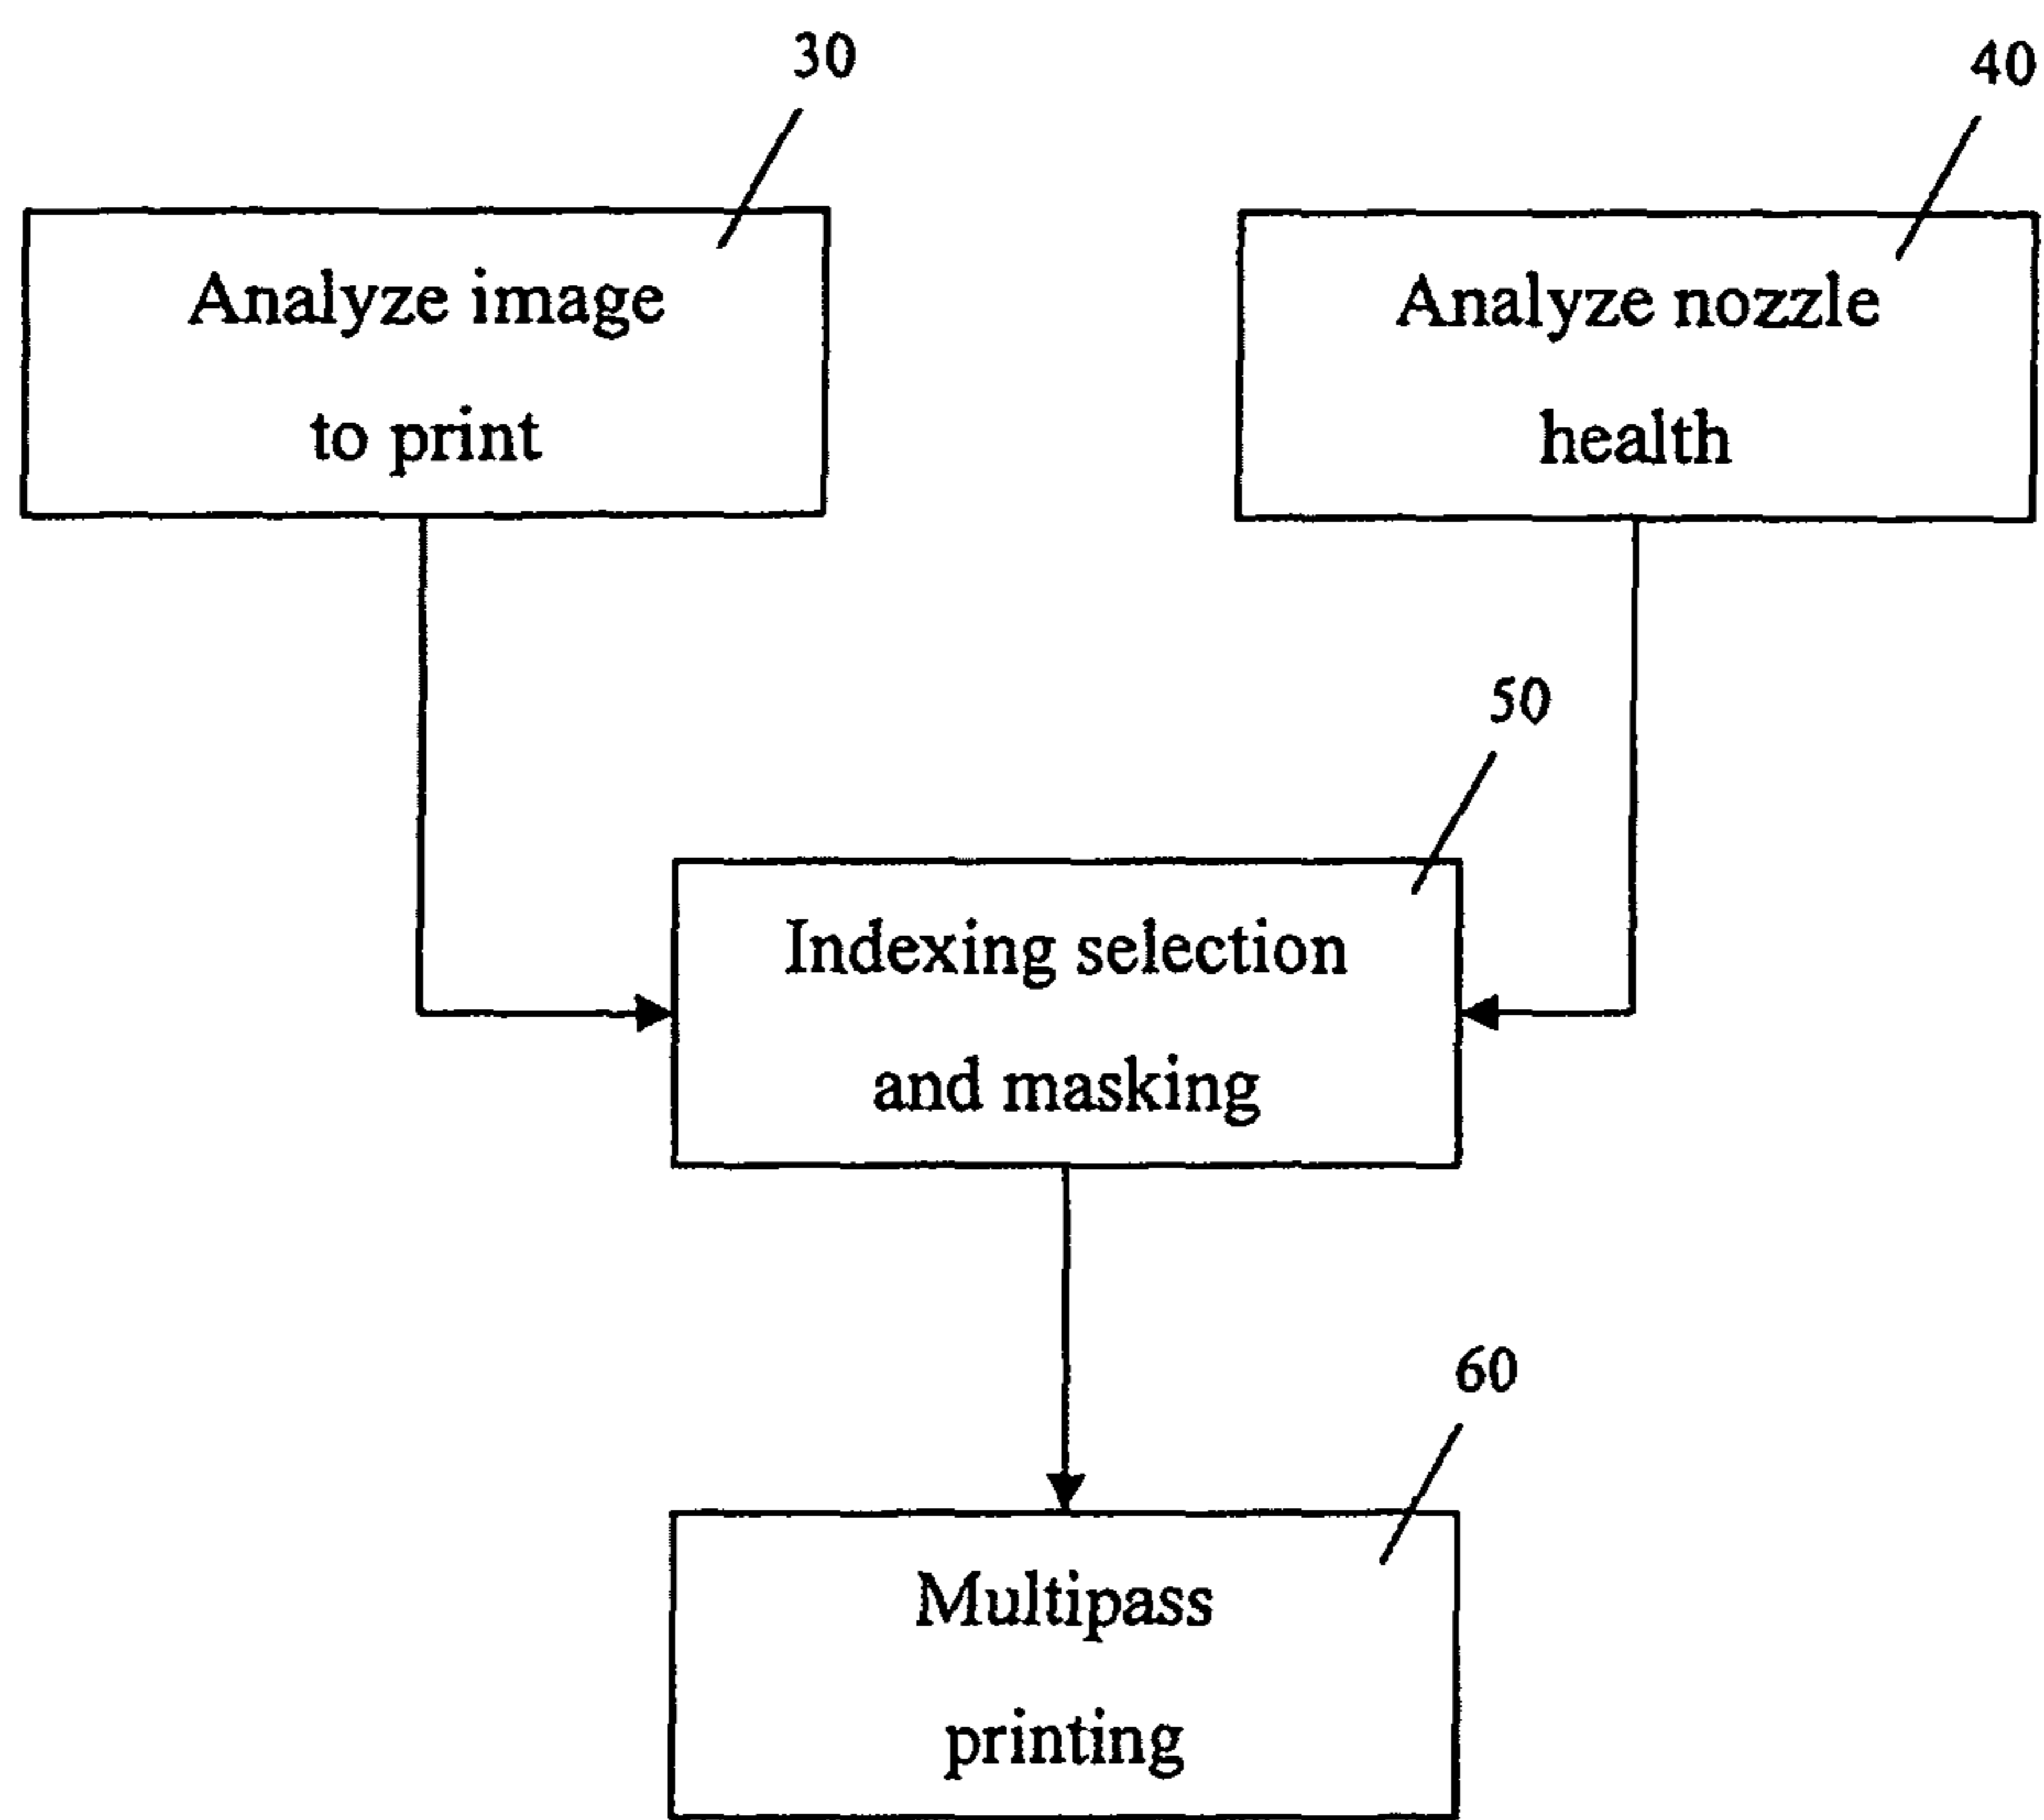 30
40
Analyze image
to print
Analyze nozzle
health
50
Indexing selection
and masking
60
Multipass
printing